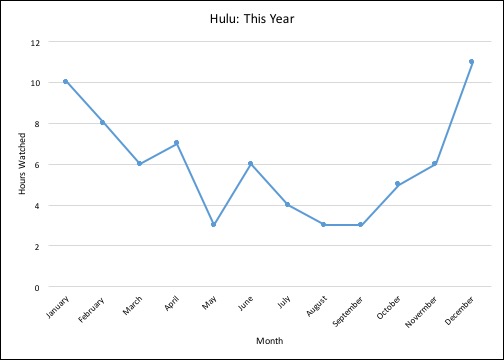 Hulu: This Year
Hours Watched
12
10
8
6
4
2
0
January
February
March
April
May
June
July
August
September
October
November
December
Month